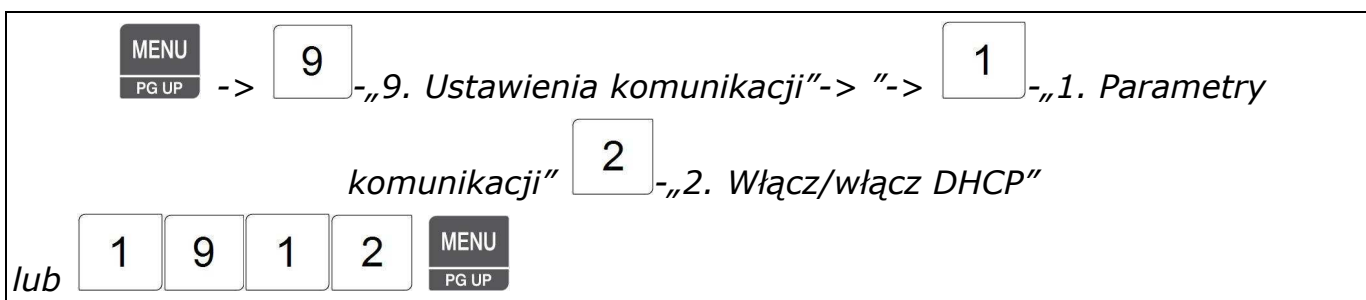 MENU PG UP -> 9 -„9. Ustawienia komunikacji”-> ”-> 1 -„1. Parametry
komunikacji” 2 -„2. Włącz/włącz DHCP”
lub 1 9 1 2 MENU PG UP